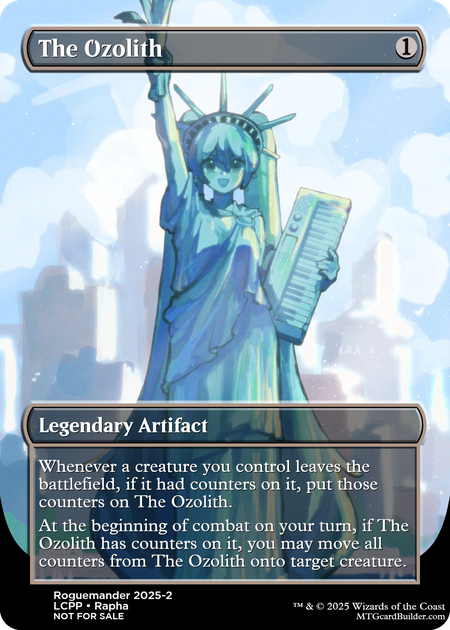 The Ozolith 1
Legendary Artifact
Whenever a creature you control leaves the
battlefield, if it had counters on it, put those
counters on The Ozolith.
At the beginning of combat on your turn, if The
Ozolith has counters on it, you may move all
counters from The Ozolith onto target creature.
Roguemander 2025-2
LCPP • Rapha
NOT FOR SALE
™ & © 2025 Wizards of the Coast
MTGcardBuilder.com